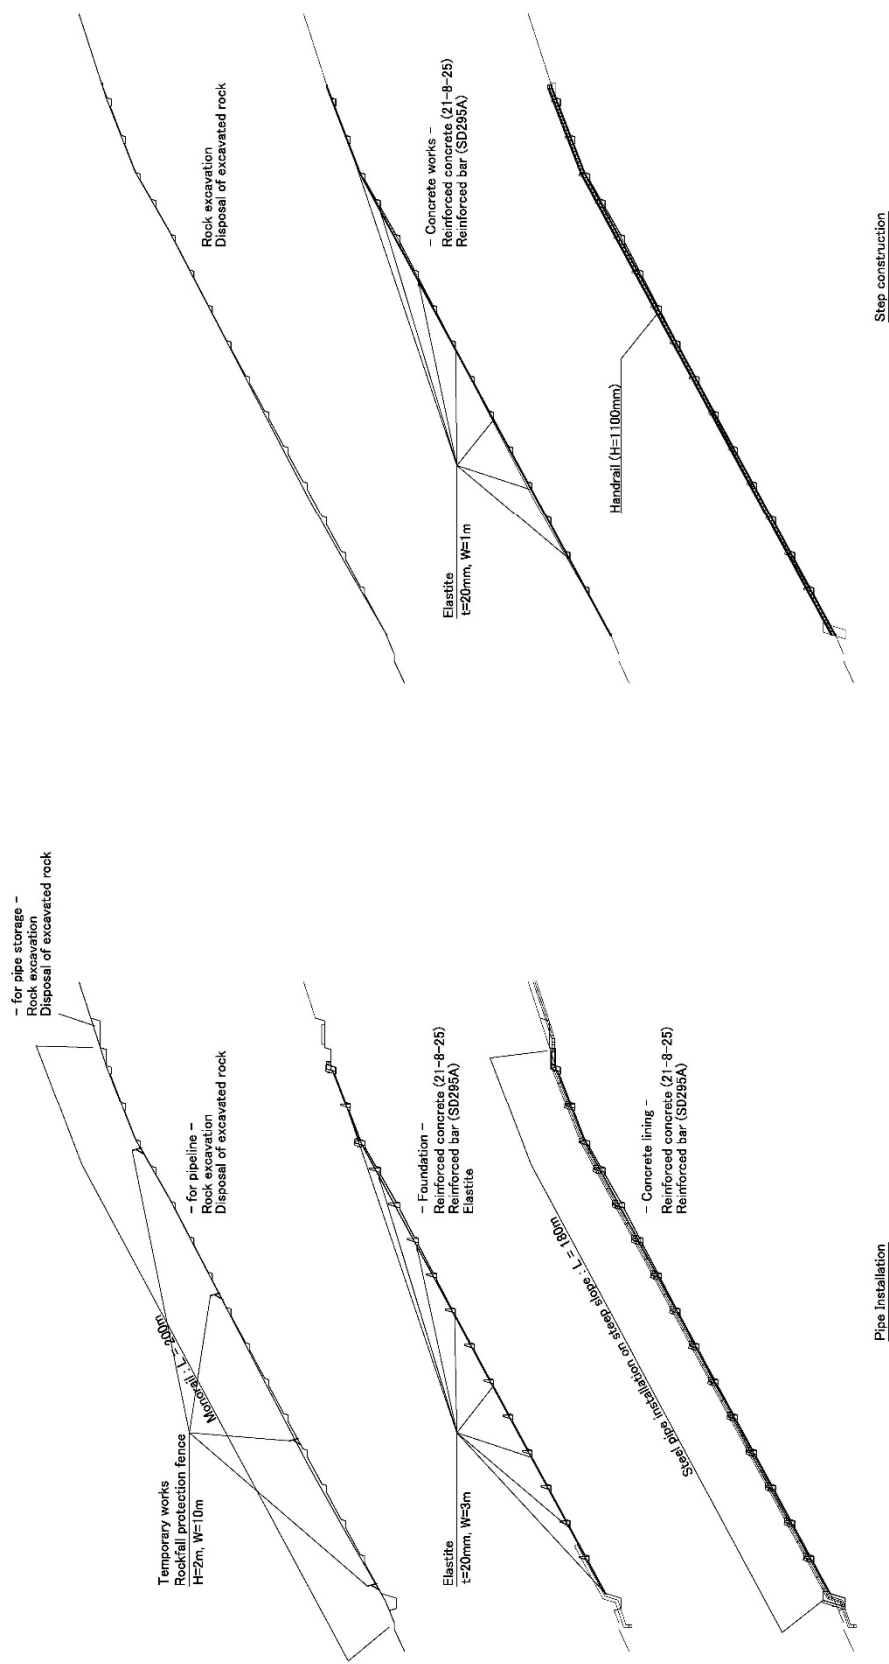 - for pipe storage -
Rock excavation
Disposal of excavated rock
Monorail : L = 200m
- for pipeline -
Rock excavation
Disposal of excavated rock
Temporary works
Rockfall protection fence
H=2m, W=10m
- Foundation -
Reinforced concrete (21-8-25)
Reinforced bar (SD295A)
Elastite
Elastite
t=20mm, W=3m
Steel pipe installation on steep slope : L = 180m
- Concrete lining -
Reinforced concrete (21-8-25)
Reinforced bar (SD295A)
Pipe Installation
Rock excavation
Disposal of excavated rock
- Concrete works -
Reinforced concrete (21-8-25)
Reinforced bar (SD295A)
Elastite
t=20mm, W=1m
Handrail (H=1100mm)
Step construction